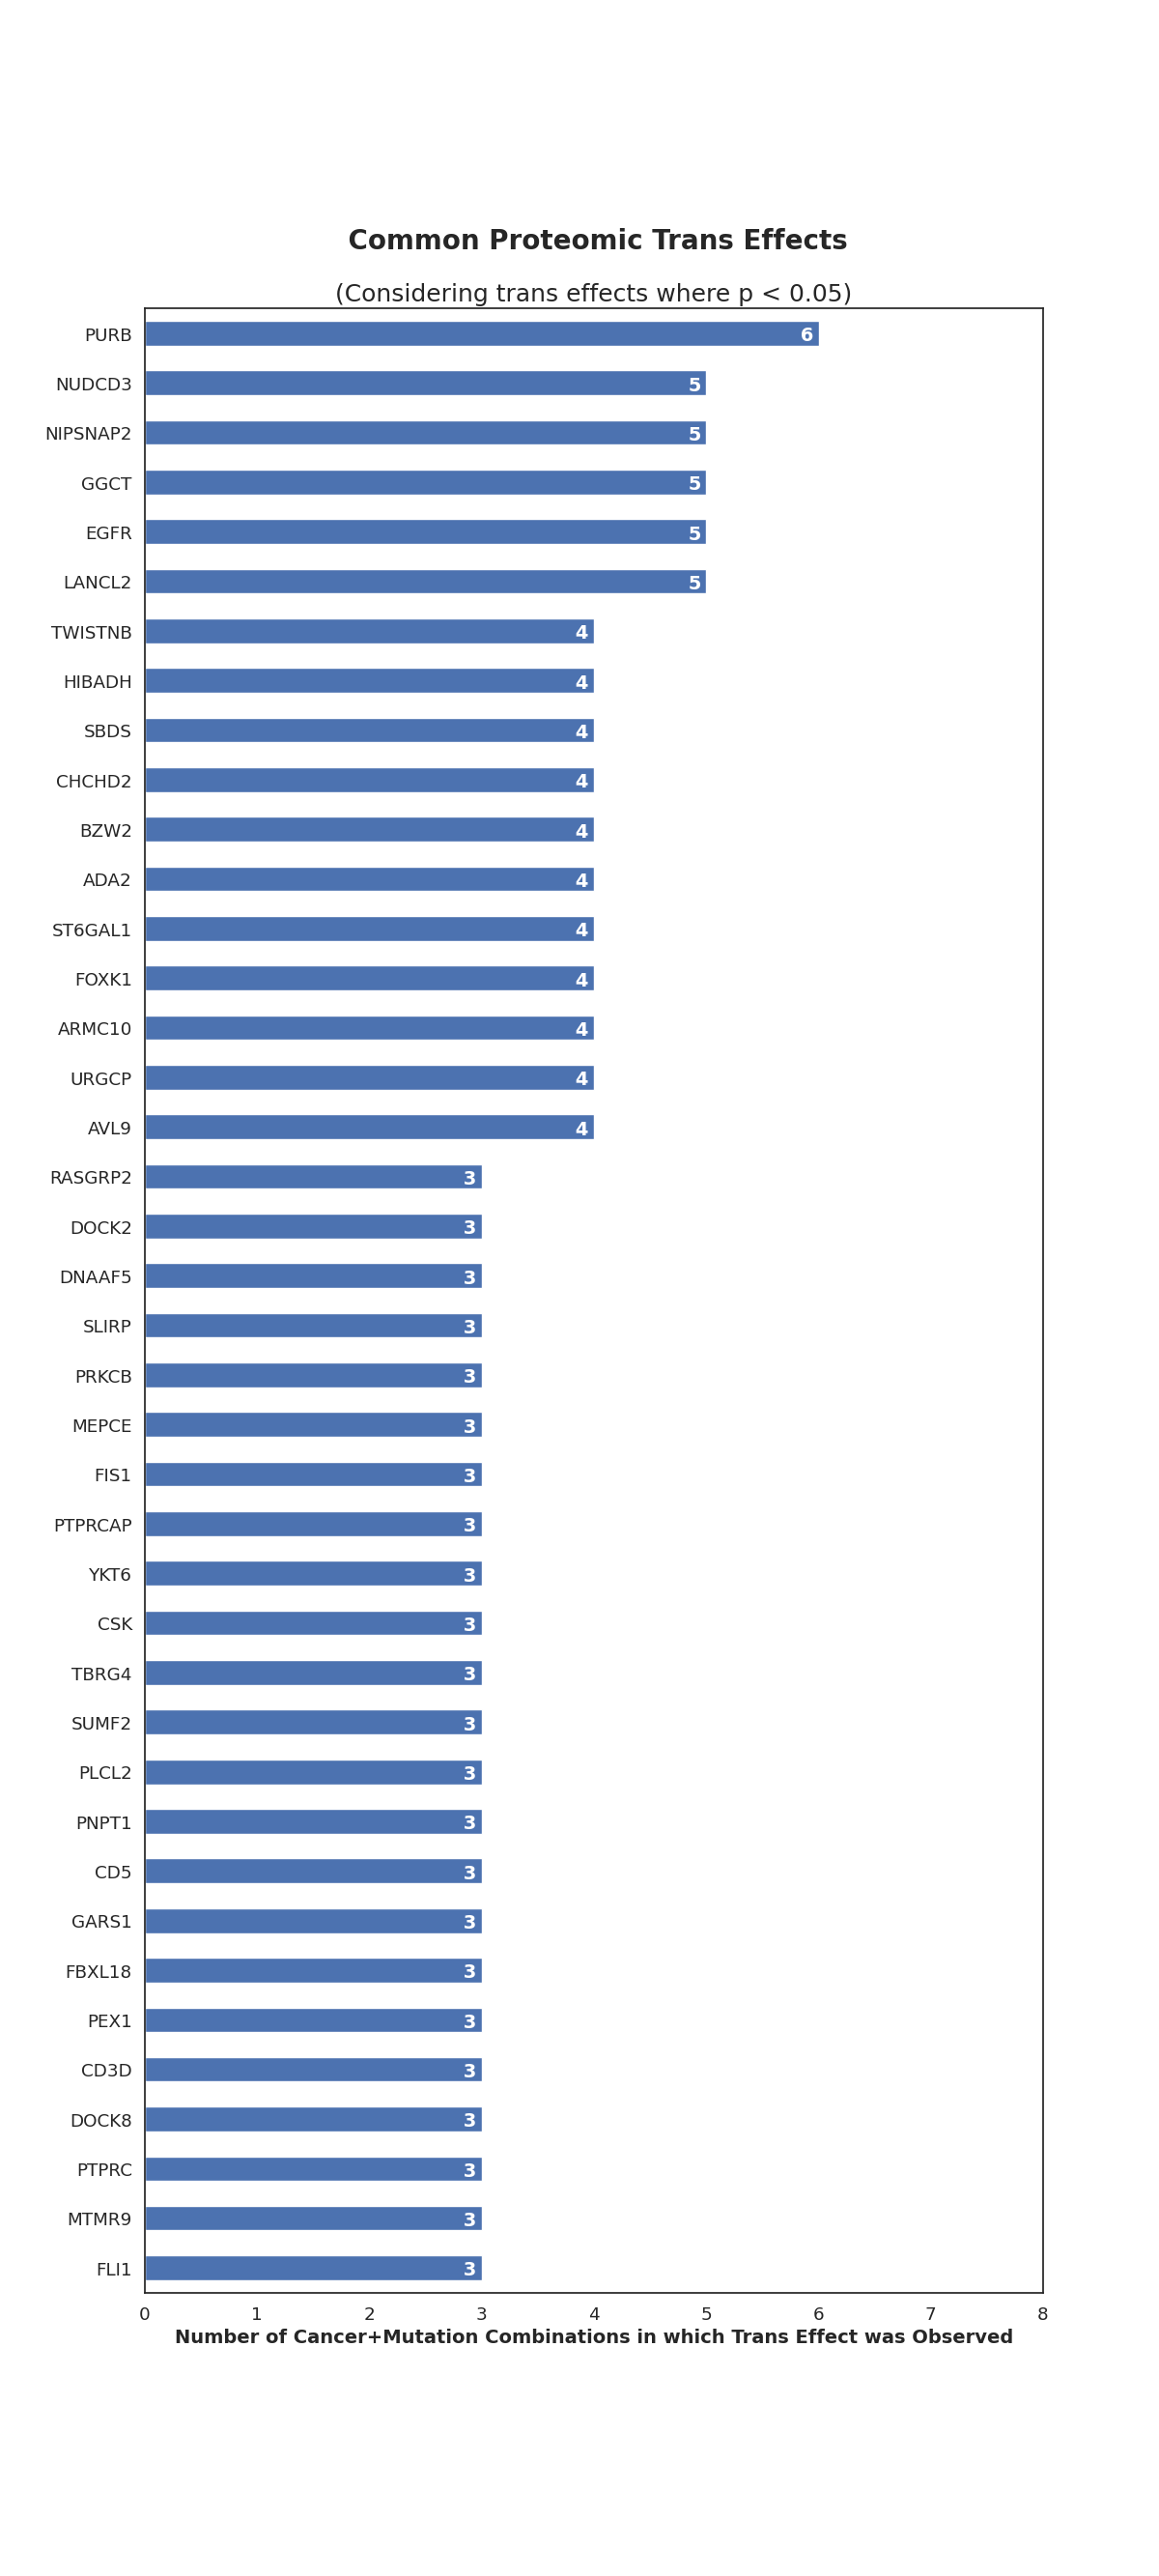 Common Proteomic Trans Effects
(Considering trans effects where p < 0.05)
PURB 6
NUDCD3 5
NIPSNAP2 5
GGCT 5
EGFR 5
LANCL2 5
TWISTNB 4
HIBADH 4
SBDS 4
CHCHD2 4
BZW2 4
ADA2 4
ST6GAL1 4
FOXK1 4
ARMC10 4
URGCP 4
AVL9 4
RASGRP2 3
DOCK2 3
DNAAF5 3
SLIRP 3
PRKCB 3
MEPCE 3
FIS1 3
PTPRCAP 3
YKT6 3
CSK 3
TBRG4 3
SUMF2 3
PLCL2 3
PNPT1 3
CD5 3
GARS1 3
FBXL18 3
PEX1 3
CD3D 3
DOCK8 3
PTPRC 3
MTMR9 3
FLI1 3
0 1 2 3 4 5 6 7 8
Number of Cancer+Mutation Combinations in which Trans Effect was Observed